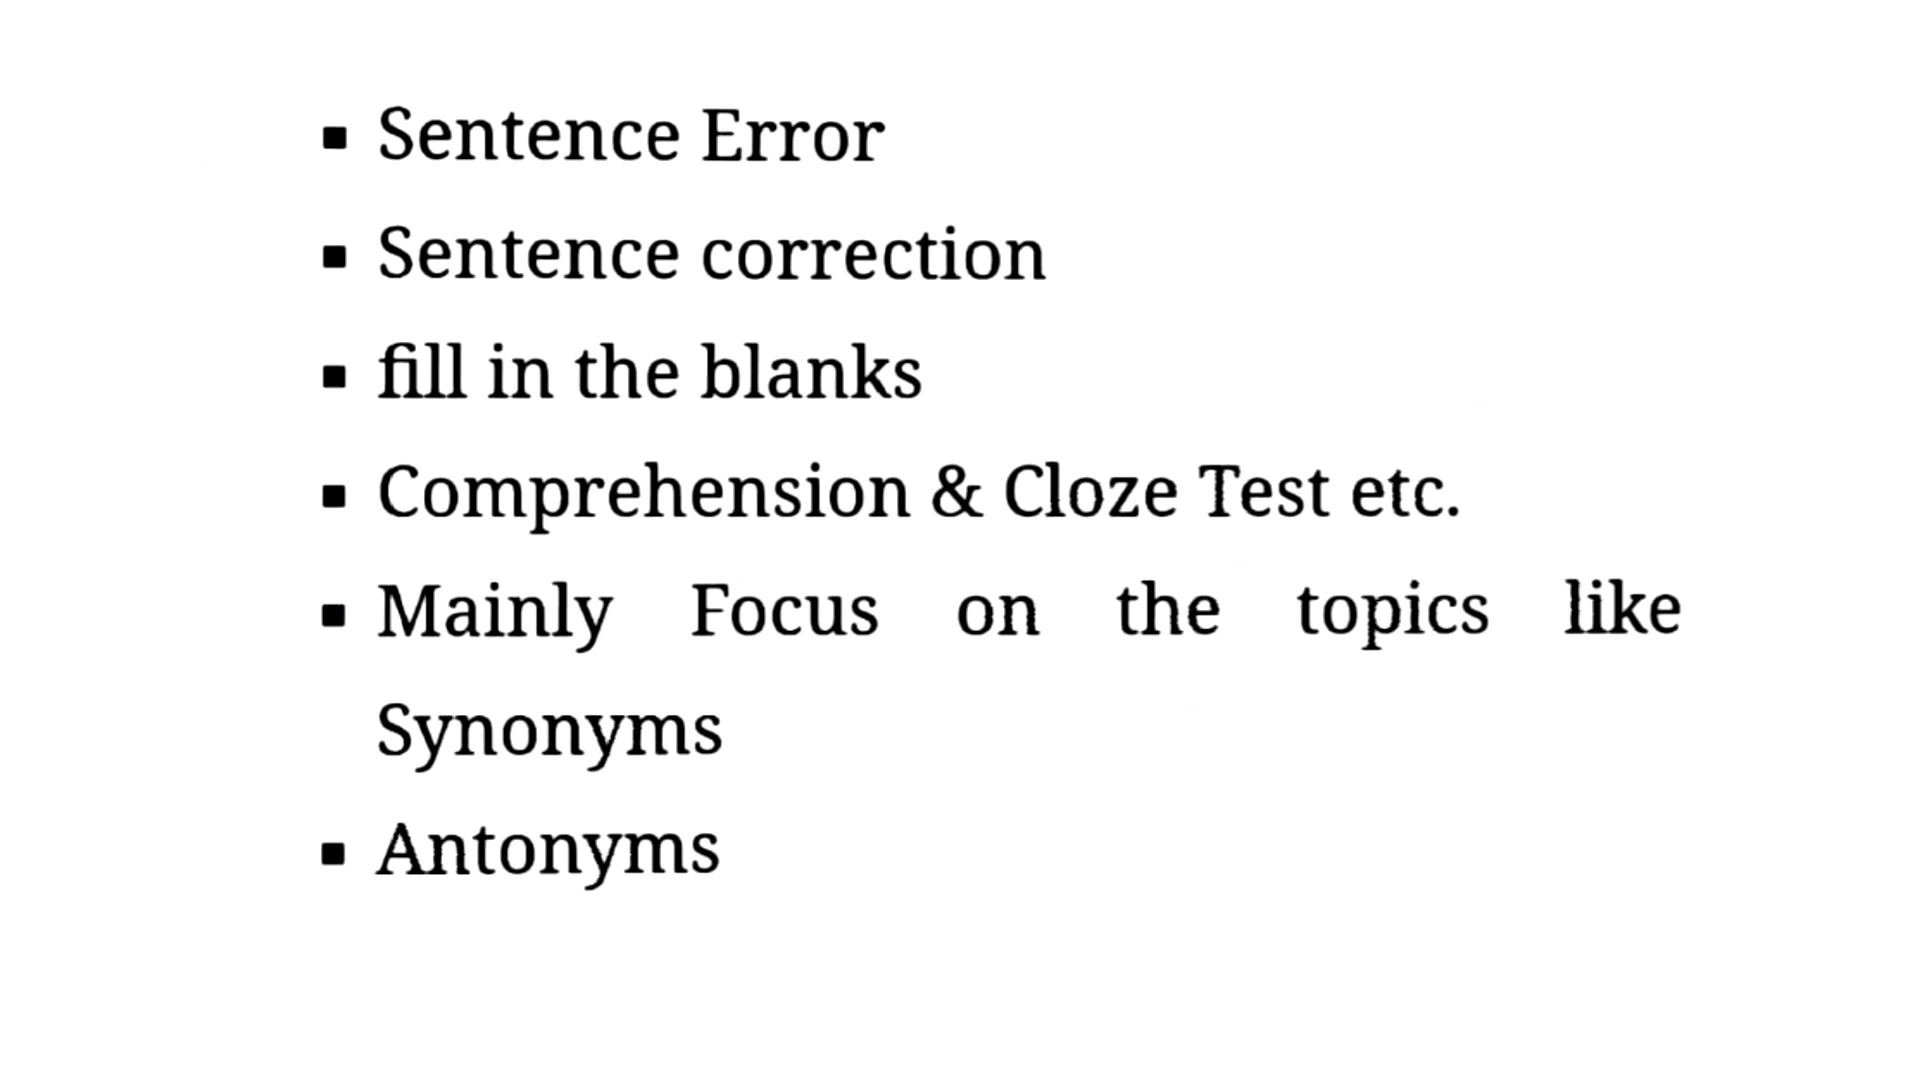 ▪ Sentence Error
▪ Sentence correction
▪ fill in the blanks
▪ Comprehension & Cloze Test etc.
▪ Mainly Focus on the topics like
Synonyms
▪ Antonyms